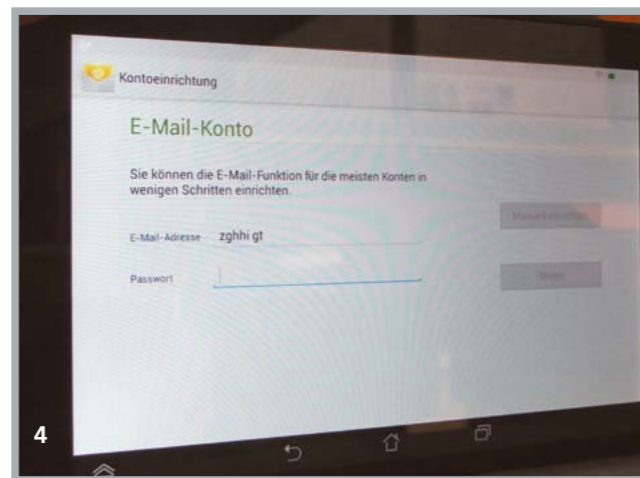 Kontoeinrichtung
E-Mail-Konto
Sie können die E-Mail-Funktion für die meisten Konten in
wenigen Schritten einrichten.
E-Mail-Adresse zghhi gt
Passwort
Weiter
4